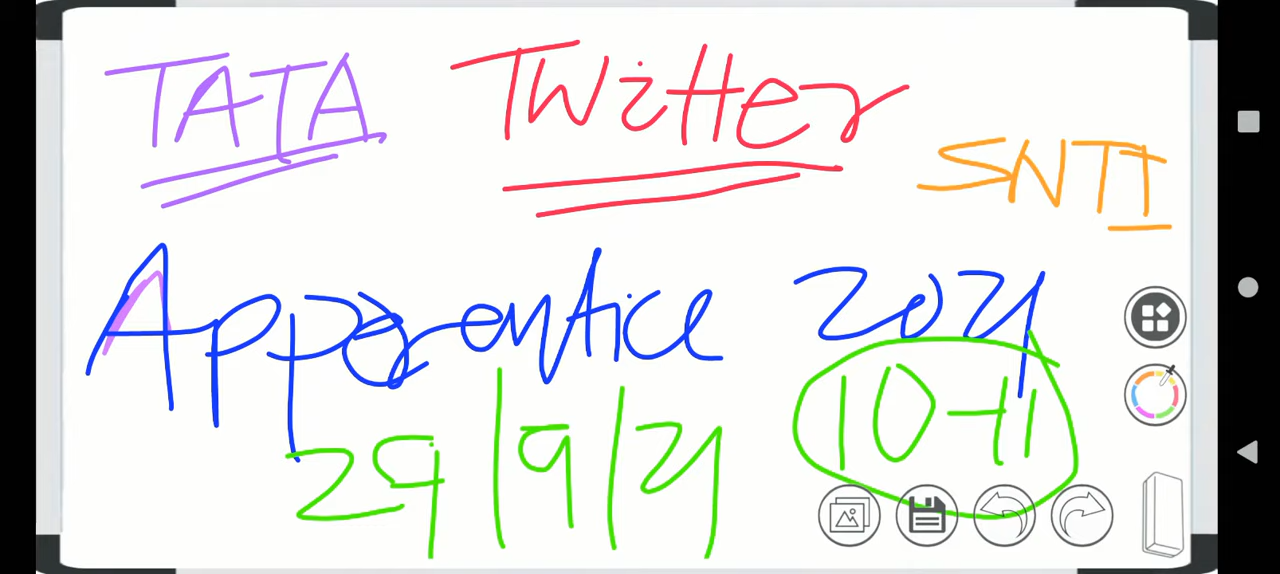 TATA Twitter
SNTI
Apprentice 2021
10-11
29/9/21